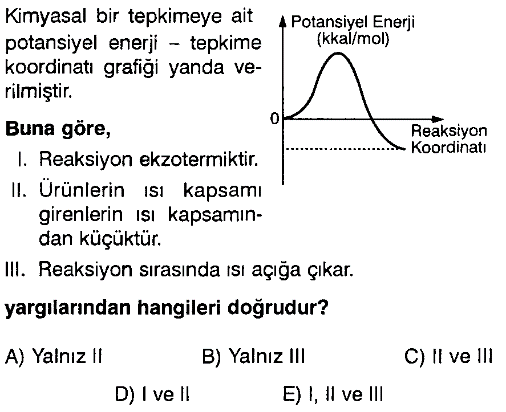 Kimyasal bir tepkimeye ait
potansiyel enerji – tepkime
koordinatı grafiği yanda ve-
rilmiştir.
Potansiyel Enerji
(kkal/mol)
0
Reaksiyon
Koordinatı
Buna göre,
I. Reaksiyon ekzotermiktir.
II. Ürünlerin ısı kapsamı
girenlerin ısı kapsamın-
dan küçüktür.
III. Reaksiyon sırasında ısı açığa çıkar.
yargılarından hangileri doğrudur?
A) Yalnız II B) Yalnız III C) II ve III
D) I ve II E) I, II ve III